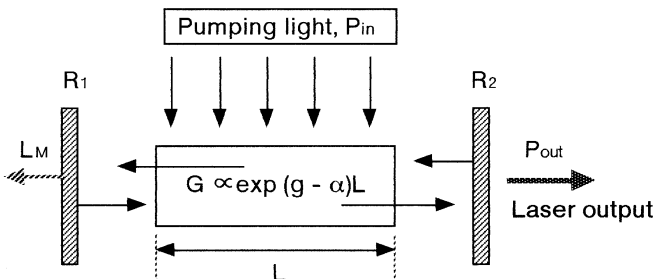 Pumping light, Pin
R1
R2
LM
G ∝exp (g - α)L
Pout
Laser output
L